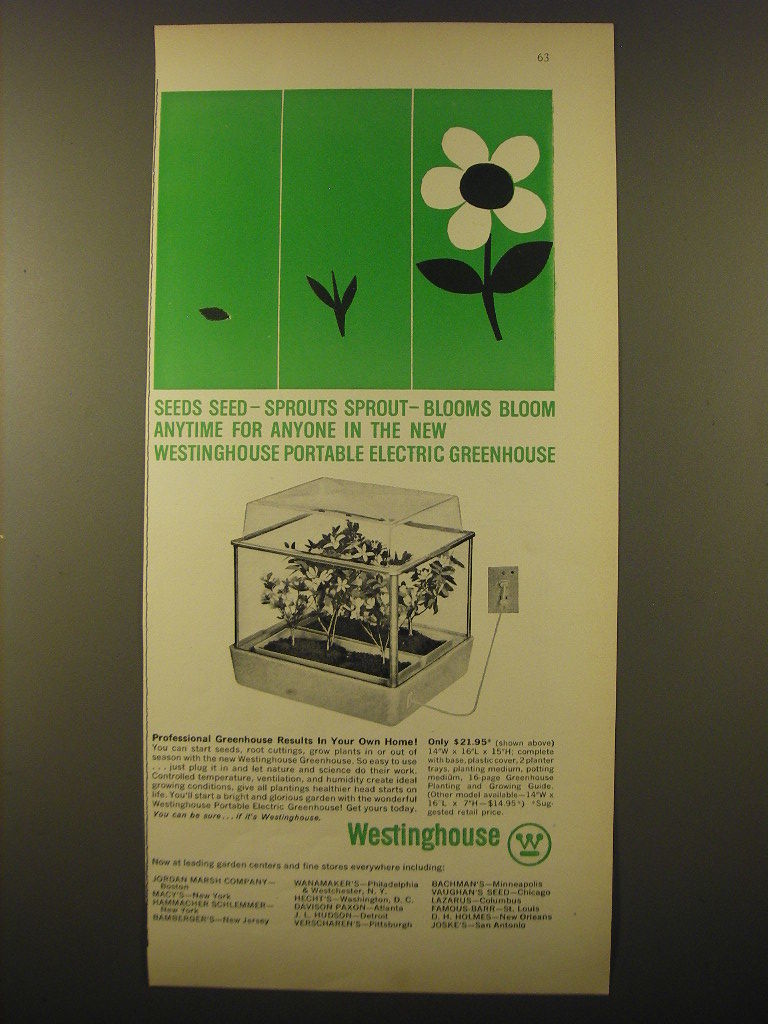 63
SEEDS SEED – SPROUTS SPROUT – BLOOMS BLOOM
ANYTIME FOR ANYONE IN THE NEW
WESTINGHOUSE PORTABLE ELECTRIC GREENHOUSE
Professional Greenhouse Results In Your Own Home!
You can start seeds, root cuttings, grow plants in or out of
season with the new Westinghouse Greenhouse. So easy to use
. . . just plug it in and let nature and science do their work.
Controlled temperature, ventilation, and humidity create ideal
growing conditions, give all plantings healthier head starts on
life. You'll start a bright and glorious garden with the wonderful
Westinghouse Portable Electric Greenhouse! Get yours today.
You can be sure... if it's Westinghouse.
Only $21.95* (shown above)
14"W x 16"L x 15"H; complete
with base, plastic cover, 2 planter
trays, planting medium, potting
medium, 16-page Greenhouse
Planting and Growing Guide.
(Other model available—14"W x
16"L x 7"H—$14.95*) *Sug-
gested retail price.
Westinghouse W
Now at leading garden centers and fine stores everywhere including:
JORDAN MARSH COMPANY—
Boston
MACY'S—New York
HAMMACHER SCHLEMMER—
New York
BAMBERGER'S—New Jersey
WANAMAKER'S—Philadelphia
& Westchester, N. Y.
HECHT'S—Washington, D. C.
DAVISON PAXON—Atlanta
J. L. HUDSON—Detroit
VERSCHAREN'S—Pittsburgh
BACHMAN'S—Minneapolis
VAUGHAN'S SEED—Chicago
LAZARUS—Columbus
FAMOUS-BARR—St. Louis
D. H. HOLMES—New Orleans
JOSKE'S—San Antonio